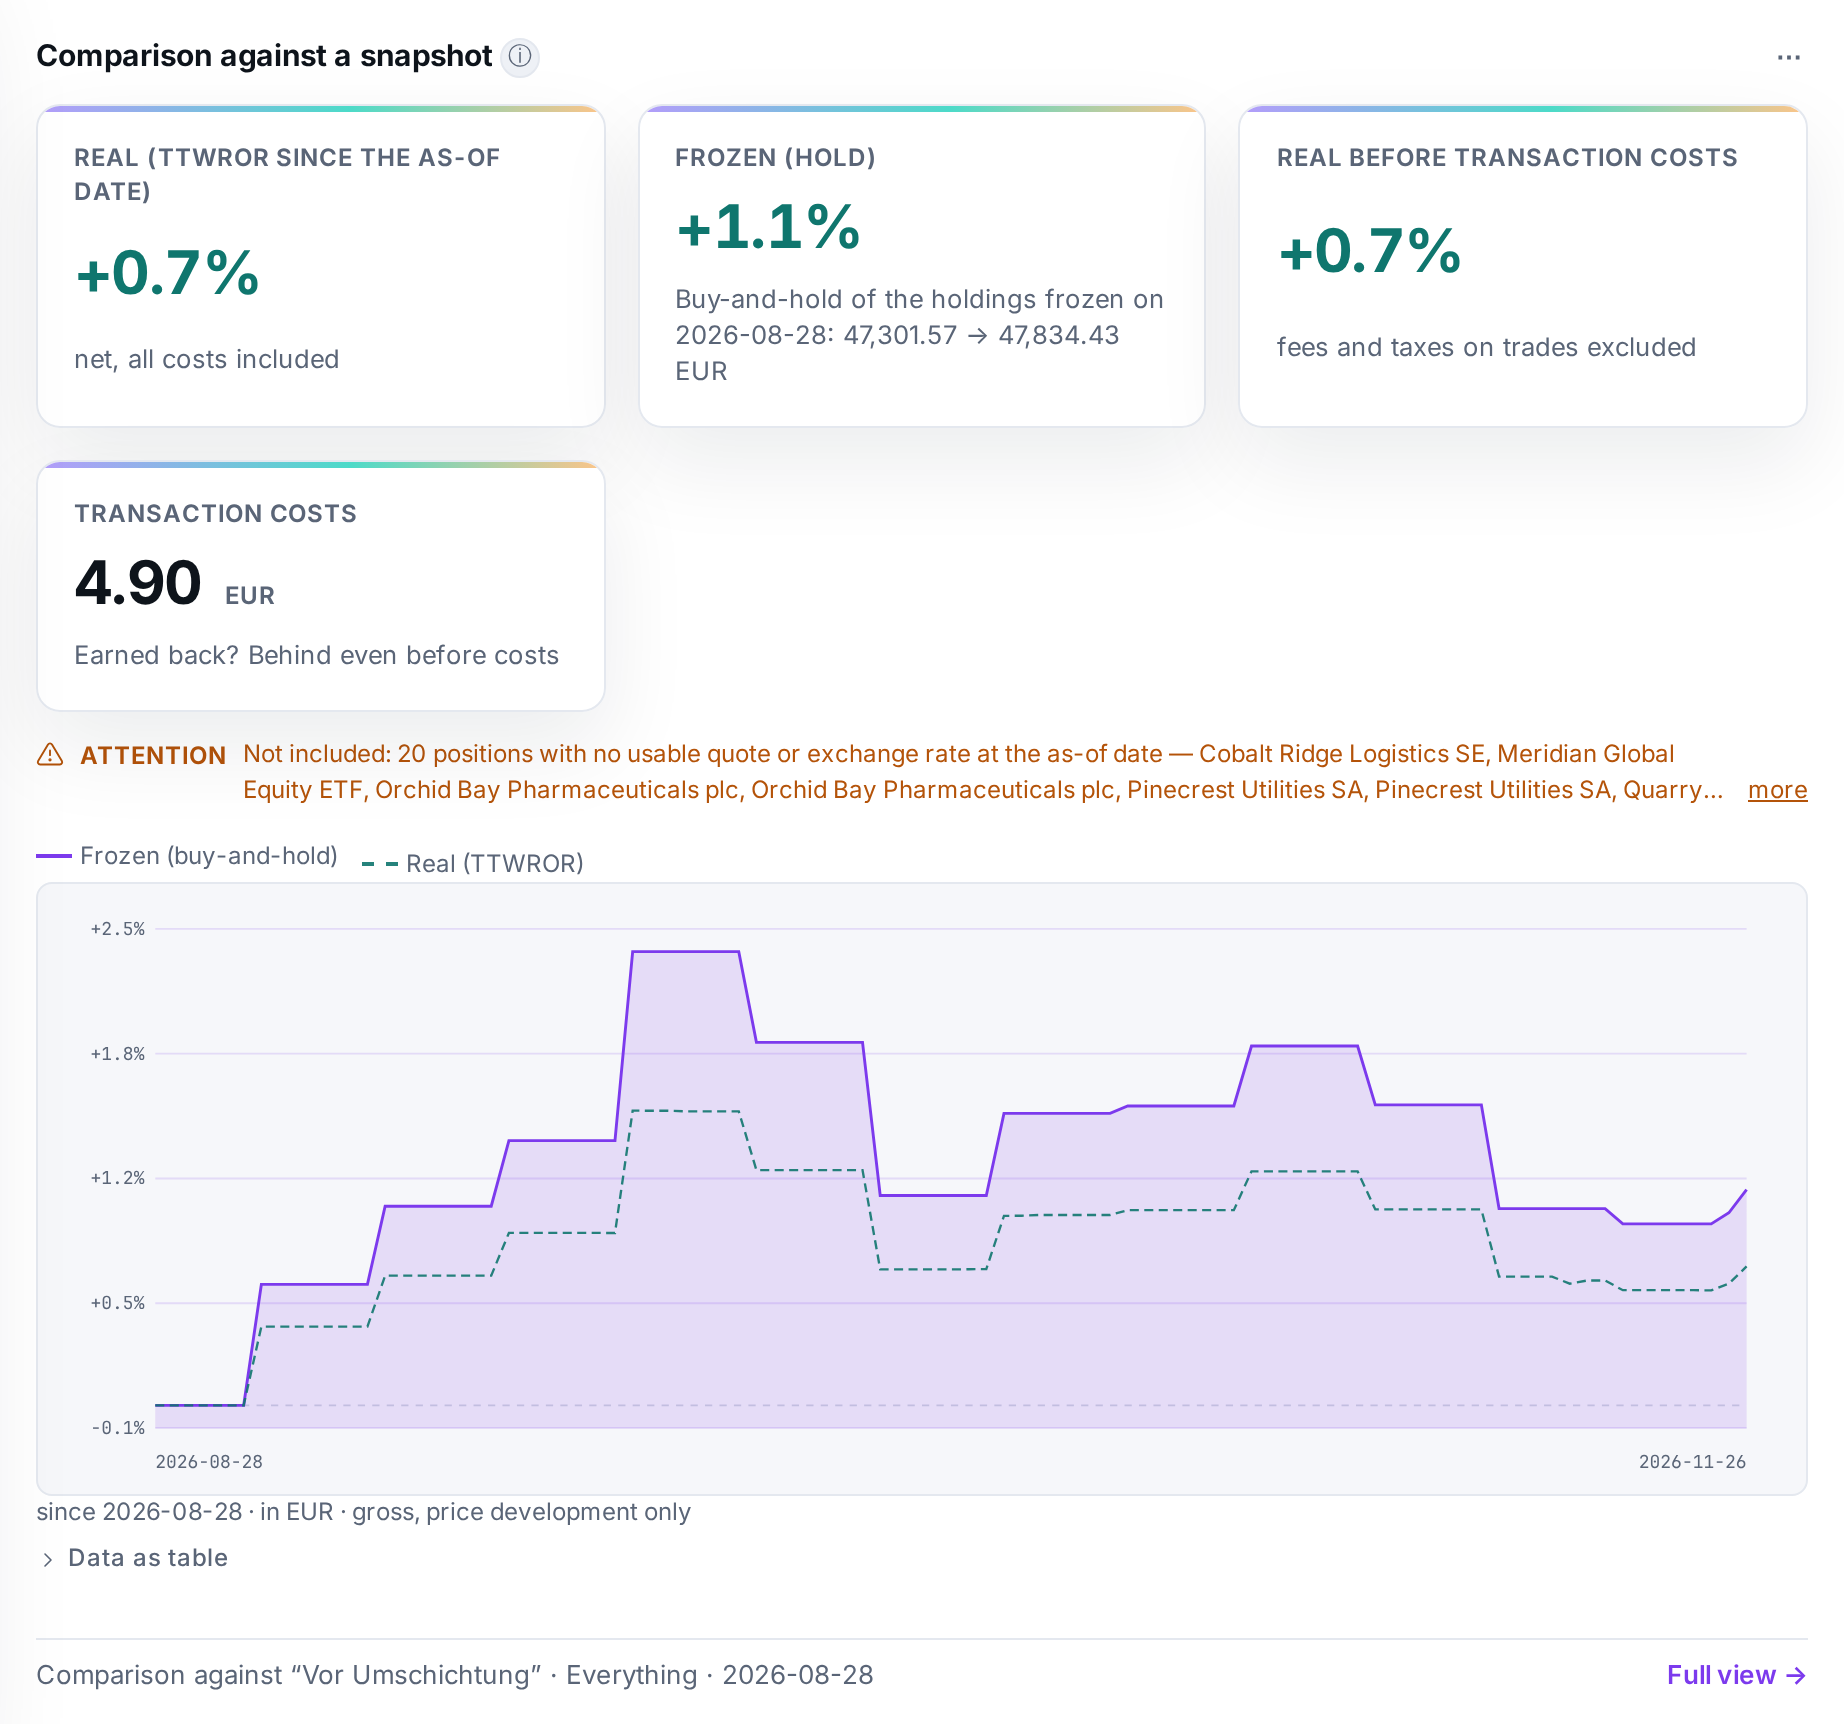 Comparison against a snapshot ⓘ
...
REAL (TTWROR SINCE THE AS-OF
DATE)
+0.7%
net, all costs included
FROZEN (HOLD)
+1.1%
Buy-and-hold of the holdings frozen on
2026-08-28: 47,301.57 → 47,834.43
EUR
REAL BEFORE TRANSACTION COSTS
+0.7%
fees and taxes on trades excluded
TRANSACTION COSTS
4.90 EUR
Earned back? Behind even before costs
ATTENTION Not included: 20 positions with no usable quote or exchange rate at the as-of date — Cobalt Ridge Logistics SE, Meridian Global
Equity ETF, Orchid Bay Pharmaceuticals plc, Orchid Bay Pharmaceuticals plc, Pinecrest Utilities SA, Pinecrest Utilities SA, Quarry... more
Frozen (buy-and-hold) Real (TTWROR)
+2.5%
+1.8%
+1.2%
+0.5%
-0.1%
2026-08-28 2026-11-26
since 2026-08-28 · in EUR · gross, price development only
Data as table
Comparison against “Vor Umschichtung” · Everything · 2026-08-28
Full view →